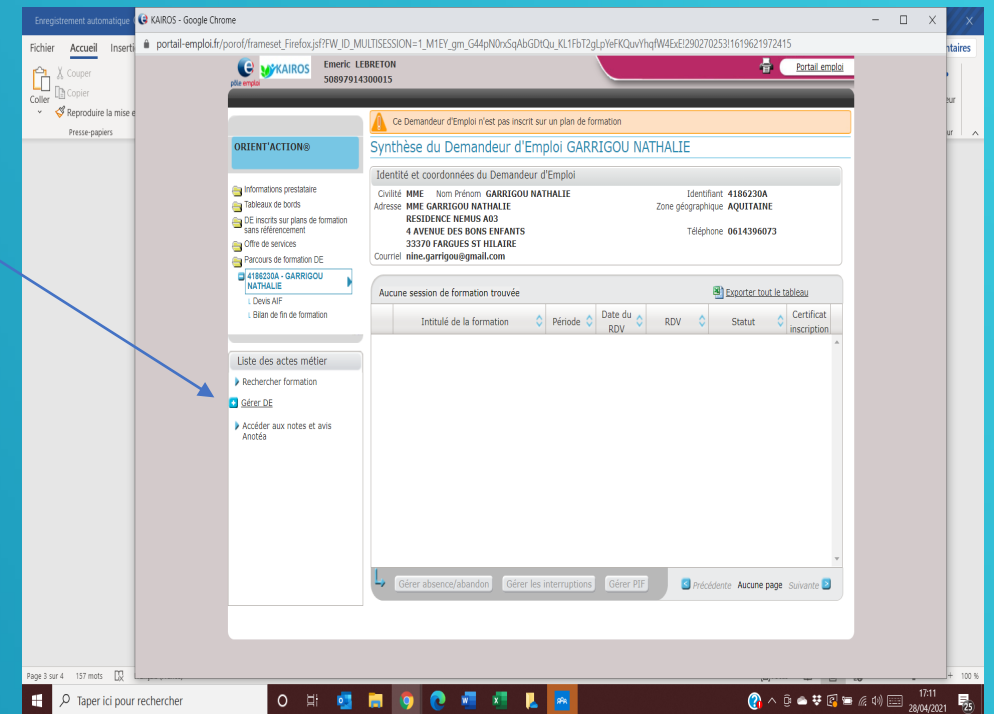 Enregistrement automatique
KAIROS - Google Chrome
portail-emploi.fr/porof/frameset_Firefox.jsf?FW_ID_MULTISESSION=1_M1EY_gm_G44pN0rxSqAbGDtQu_KL1FbT2gLpYeFKQuvYhqfW4ExE!290270253!1619621972415
Fichier Accueil Inserti
ntaires
Couper
Copier
Coller
Reproduire la mise e
Presse-papiers
eur
ur
pôle emploi
KAIROS
Emeric LEBRETON
50897914300015
Portail emploi
Ce Demandeur d'Emploi n'est pas inscrit sur un plan de formation
ORIENT'ACTION®
Synthèse du Demandeur d'Emploi GARRIGOU NATHALIE
Identité et coordonnées du Demandeur d'Emploi
Civilité MME Nom Prénom GARRIGOU NATHALIE Identifiant 4186230A
Adresse MME GARRIGOU NATHALIE Zone géographique AQUITAINE
RESIDENCE NEMUS A03
4 AVENUE DES BONS ENFANTS Téléphone 0614396073
33370 FARGUES ST HILAIRE
Courriel nine.garrigou@gmail.com
Informations prestataire
Tableaux de bords
DE inscrits sur plans de formation
sans référencement
Offre de services
Parcours de formation DE
4186230A - GARRIGOU
NATHALIE
Devis AIF
Bilan de fin de formation
Aucune session de formation trouvée
Exporter tout le tableau
Intitulé de la formation Période Date du RDV RDV Statut Certificat inscription
Liste des actes métier
Rechercher formation
Gérer DE
Accéder aux notes et avis
Anotéa
Gérer absence/abandon Gérer les interruptions Gérer PIF
Précédente Aucune page Suivante
Page 3 sur 4 157 mots
100 %
Taper ici pour rechercher
17:11
28/04/2021
25